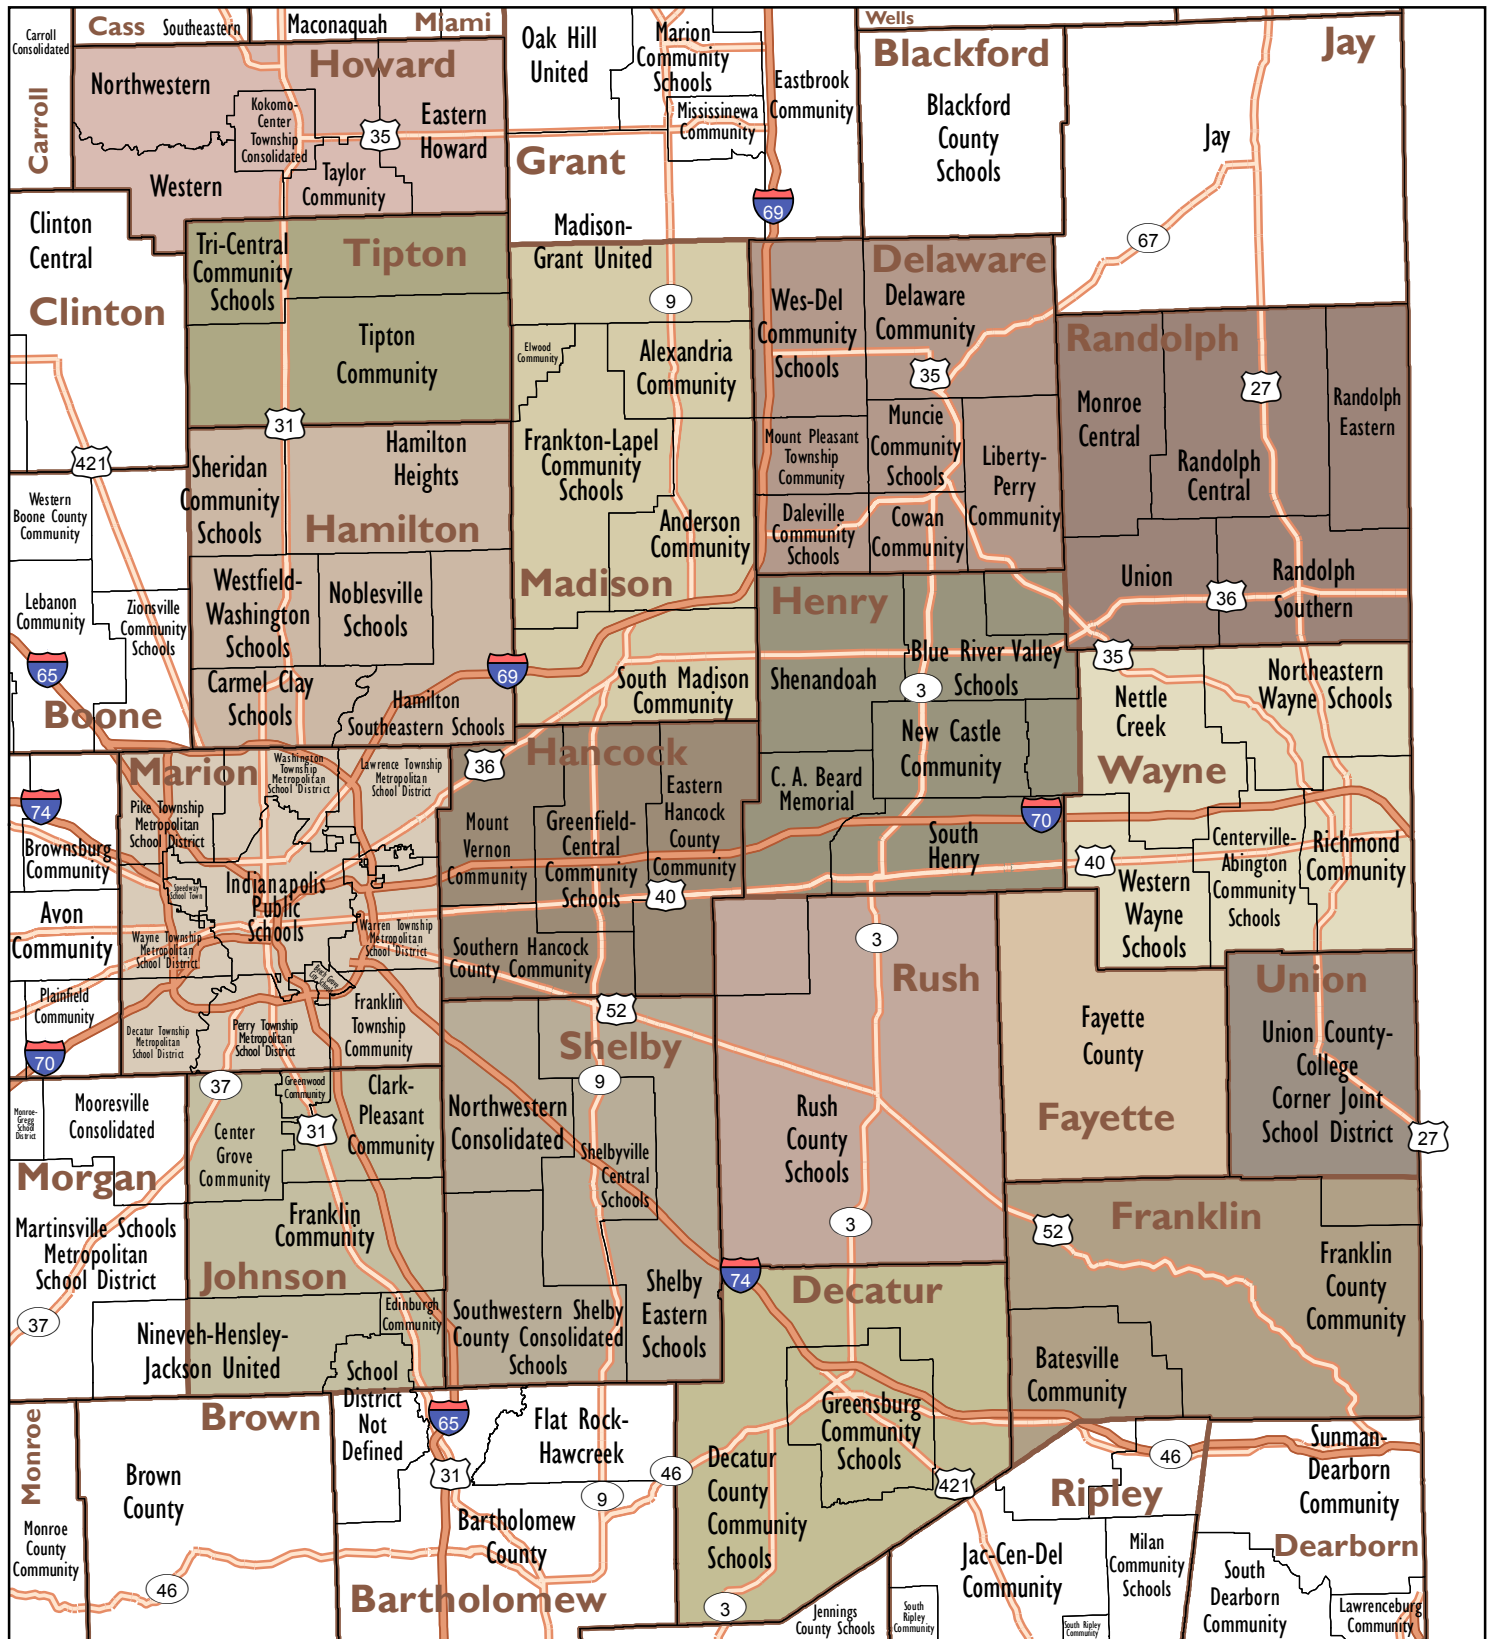 Carroll
Consolidated
Cass
Southeastern
Maconaquah
Miami
Wells
Carroll
Northwestern
Howard
Kokomo-
Center
Township
Consolidated
35
Eastern
Howard
Western
Taylor
Community
Oak Hill
United
Marion
Community
Schools
Mississinewa
Community
Eastbrook
Community
Grant
69
Madison-
Grant United
Blackford
Blackford
County
Schools
Jay
Jay
67
Clinton
Central
Clinton
421
Tri-Central
Community
Schools
Tipton
Tipton
Community
31
9
Elwood
Community
Alexandria
Community
Frankton-Lapel
Community
Schools
Anderson
Community
Madison
South Madison
Community
Delaware
Wes-Del
Community
Schools
Delaware
Community
35
Mount Pleasant
Township
Community
Muncie
Community
Schools
Liberty-
Perry
Community
Daleville
Community
Schools
Cowan
Community
Randolph
27
Monroe
Central
Randolph
Central
Randolph
Eastern
Union
36
Randolph
Southern
Western
Boone County
Community
Lebanon
Community
Zionsville
Community
Schools
65
Boone
Sheridan
Community
Schools
Hamilton
Heights
Hamilton
Westfield-
Washington
Schools
Noblesville
Schools
Carmel Clay
Schools
Hamilton
Southeastern Schools
69
Henry
Blue River Valley
Schools
Shenandoah
3
New Castle
Community
C. A. Beard
Memorial
70
South
Henry
35
Nettle
Creek
Northeastern
Wayne Schools
Wayne
40
Western
Wayne
Schools
Centerville-
Abington
Community
Schools
Richmond
Community
74
Brownsburg
Community
Avon
Community
Plainfield
Community
70
Marion
Washington
Township
Metropolitan
School District
Lawrence Township
Metropolitan
School District
Pike Township
Metropolitan
School District
Speedway
School Town
Indianapolis
Public
Schools
Wayne Township
Metropolitan
School District
Warren Township
Metropolitan
School District
Beech Grove
City Schools
Decatur Township
Metropolitan
School District
Perry Township
Metropolitan
School District
Franklin
Township
Community
36
Hancock
Mount
Vernon
Community
Greenfield-
Central
Community
Schools
Eastern
Hancock
County
Community
40
Southern Hancock
County Community
52
Shelby
9
Northwestern
Consolidated
Shelbyville
Central
Schools
Southwestern Shelby
County Consolidated
Schools
Shelby
Eastern
Schools
74
3
Rush
Rush
County
Schools
3
Fayette
County
Fayette
Union
Union County-
College
Corner Joint
School District
27
Monroe-
Gregg
School
District
Mooresville
Consolidated
Morgan
Martinsville Schools
Metropolitan
School District
37
37
Greenwood
Community
Center
Grove
Community
31
Clark-
Pleasant
Community
Franklin
Community
Johnson
Nineveh-Hensley-
Jackson United
Edinburgh
Community
School
District
Not
Defined
52
Franklin
Franklin
County
Community
Batesville
Community
Decatur
Greensburg
Community
Schools
Decatur
County
Community
Schools
421
3
Monroe
Monroe
County
Community
Brown
Brown
County
46
65
31
Flat Rock-
Hawcreek
9
46
Bartholomew
County
Bartholomew
46
Ripley
Jac-Cen-Del
Community
Milan
Community
Schools
Jennings
County Schools
South
Ripley
Community
South Ripley
Community
Sunman-
Dearborn
Community
Dearborn
South
Dearborn
Community
Lawrenceburg
Community